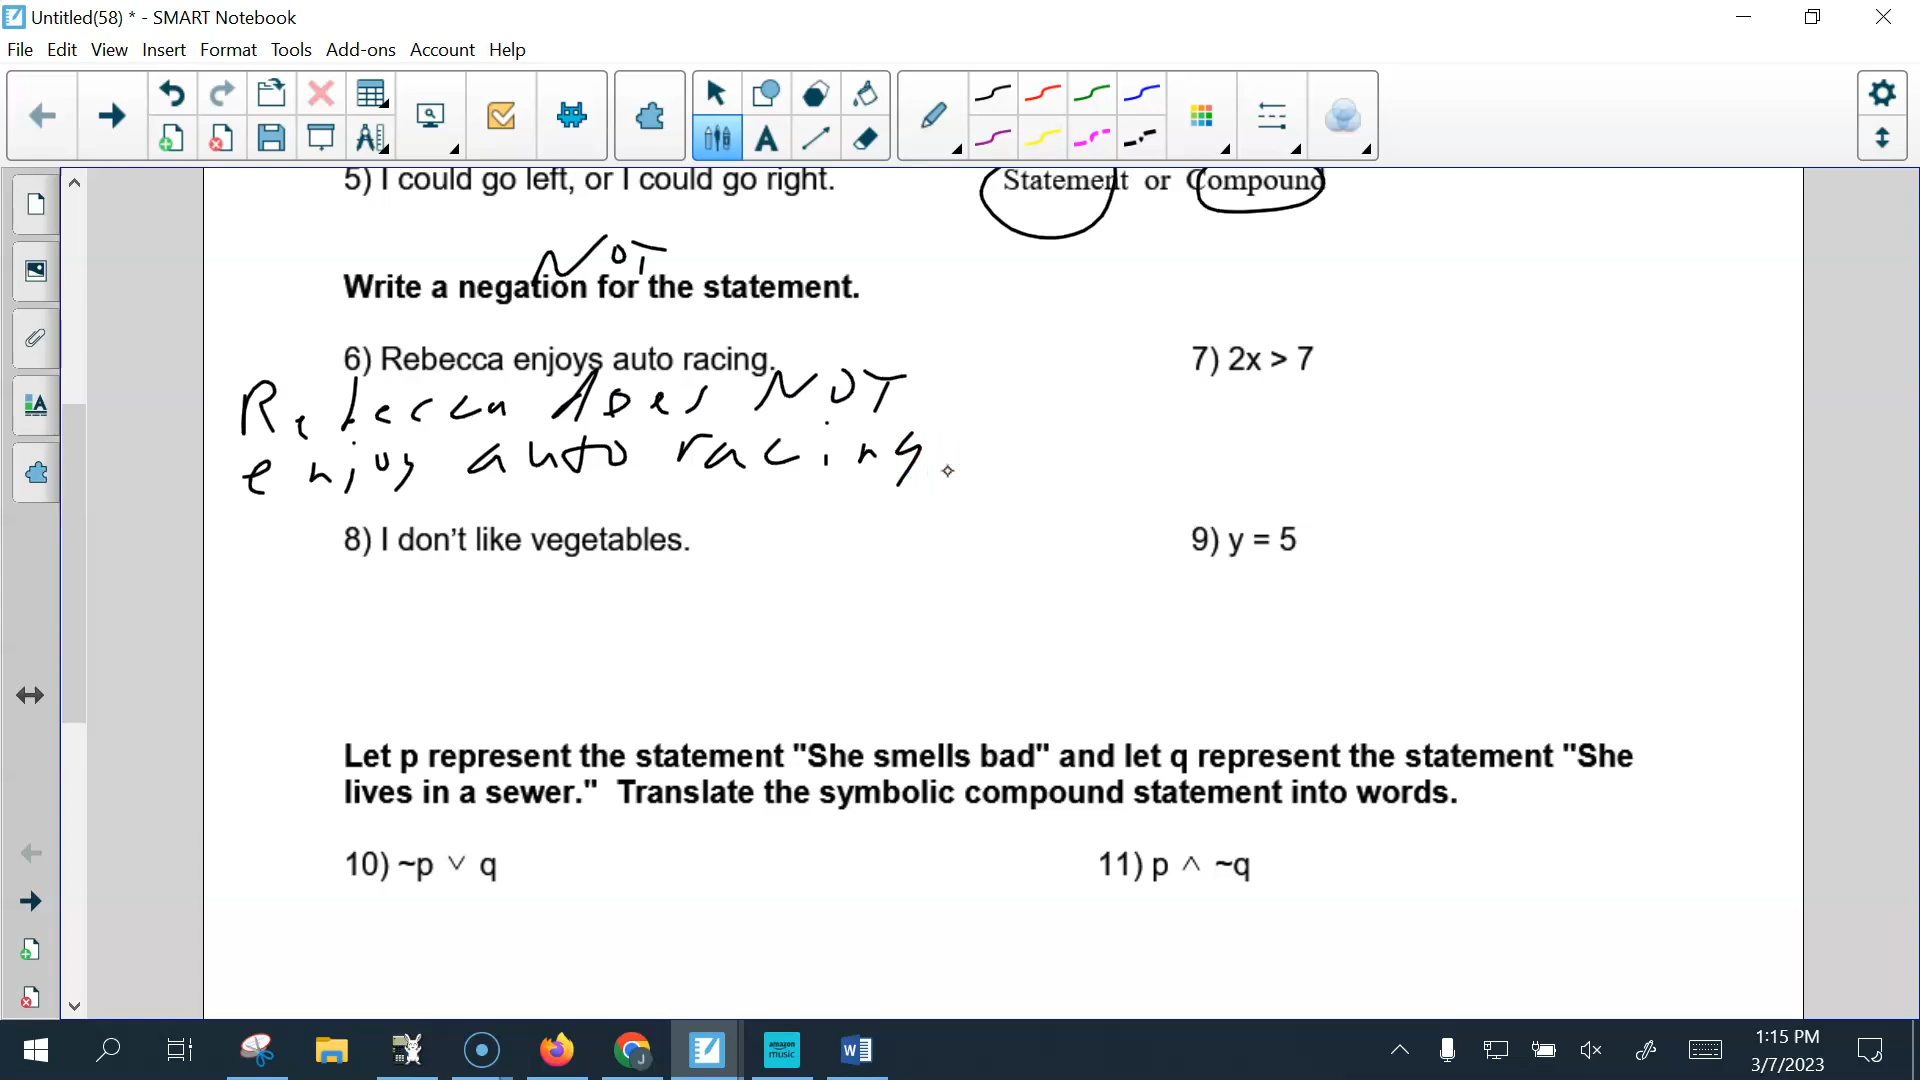 Untitled(58) * - SMART Notebook
File Edit View Insert Format Tools Add-ons Account Help
A
A
5) I could go left, or I could go right. Statement or Compound
NOT
Write a negation for the statement.
6) Rebecca enjoys auto racing. 7) 2x > 7
Rebecca does NOT
enjoy auto racing.
8) I don't like vegetables. 9) y = 5
Let p represent the statement "She smells bad" and let q represent the statement "She
lives in a sewer." Translate the symbolic compound statement into words.
10) ~p ∨ q 11) p ∧ ~q
J
amazon
music
W
1:15 PM
3/7/2023